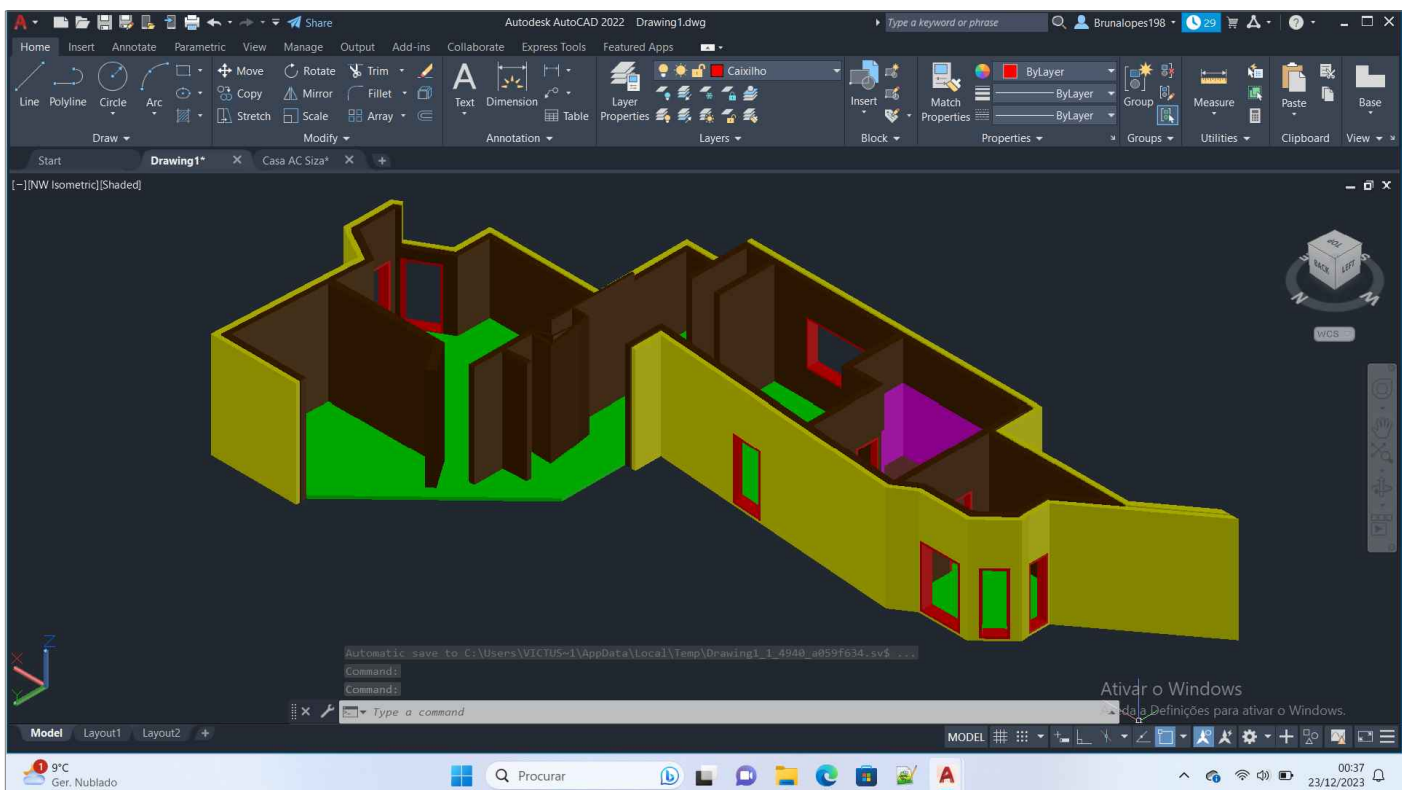 Share
Autodesk AutoCAD 2022 Drawing1.dwg
Type a keyword or phrase
Brunalopes198
29
Home Insert Annotate Parametric View Manage Output Add-ins Collaborate Express Tools Featured Apps
Line Polyline Circle Arc
Move Rotate Trim
Copy Mirror Fillet
Stretch Scale Array
Text Dimension Table
Layer Properties
Caixilho
Insert
Match Properties
ByLayer
ByLayer
ByLayer
Group
Measure
Paste
Base
Draw Modify Annotation Layers Block Properties Groups Utilities Clipboard View
Start Drawing1* Casa AC Siza* +
[−][NW Isometric][Shaded]
TOP
BACK LEFT
WCS
Z
X
Y
Automatic save to C:\Users\VICTUS~1\AppData\Local\Temp\Drawing1_1_4940_a059f634.sv$ ...
Command:
Command:
Type a command
Ativar o Windows
Definições para ativar o Windows.
Model Layout1 Layout2 +
MODEL
1
9°C
Ger. Nublado
Procurar
00:37
23/12/2023